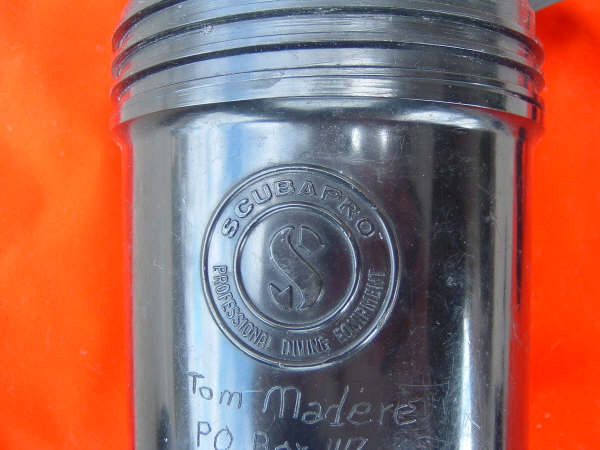 SCUBAPRO
S
PROFESSIONAL DIVING EQUIPMENT
Tom Madere
PO Box